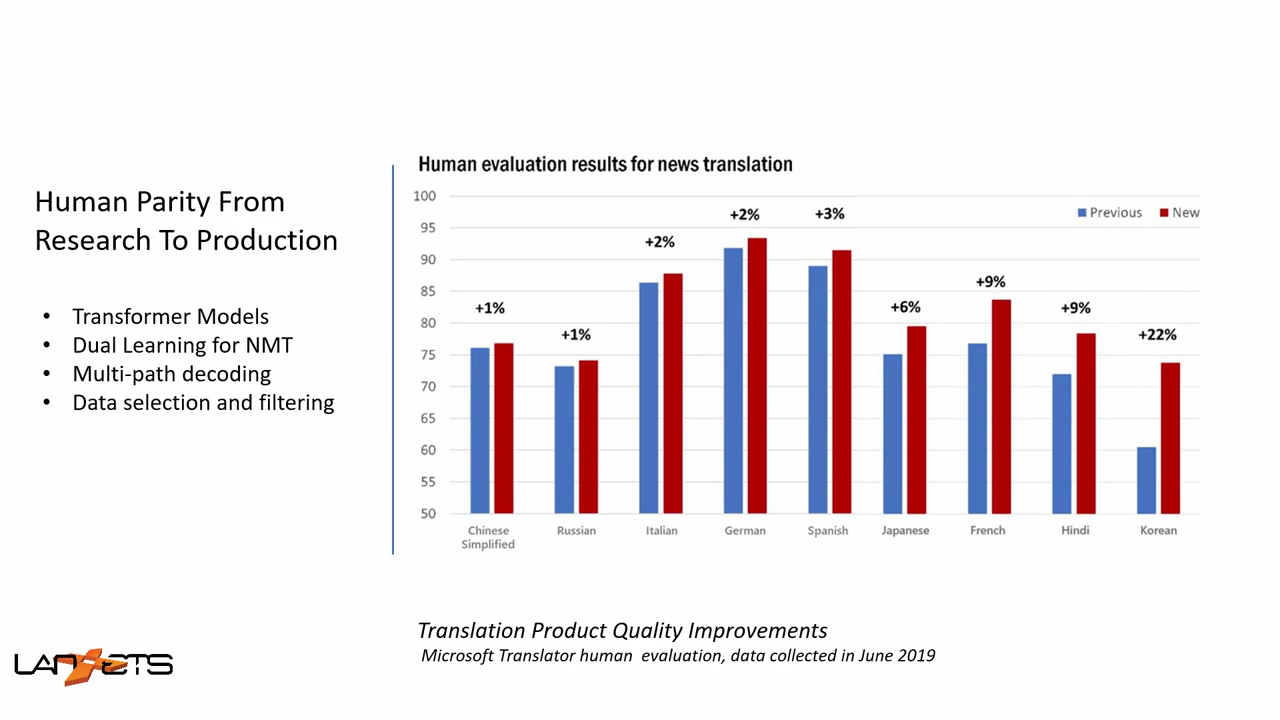 Human Parity From
Research To Production
• Transformer Models
• Dual Learning for NMT
• Multi-path decoding
• Data selection and filtering
Human evaluation results for news translation
Previous New
100
95
90
85
80
75
70
65
60
55
50
+1%
+1%
+2%
+2%
+3%
+6%
+9%
+9%
+22%
Chinese
Simplified
Russian
Italian
German
Spanish
Japanese
French
Hindi
Korean
Translation Product Quality Improvements
Microsoft Translator human evaluation, data collected in June 2019